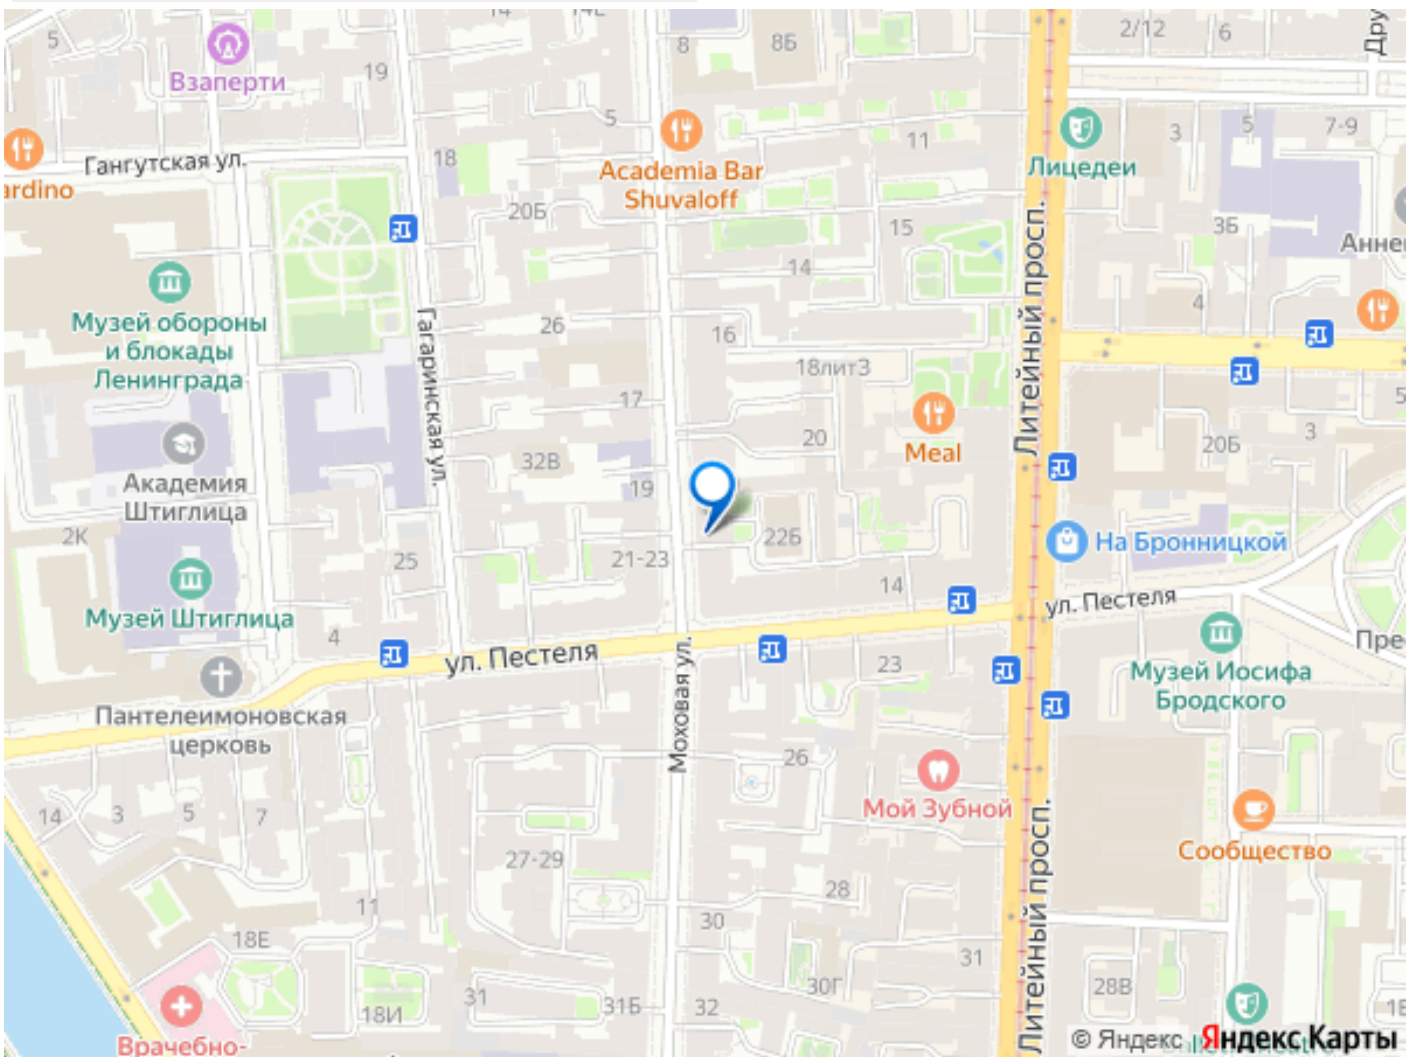 14
14Е
5
Взаперти
19
8
8Б
2/12
6
5
Academia Bar
Shuvaloff
11
Лицедеи
3
5
7-9
Гангутская ул.
18
ardino
20Б
15
3Б
14
4
Музей обороны
и блокады
Ленинграда
Гагаринская ул.
26
16
Литейный просп.
18литЗ
17
Meal
20
20Б
3
5
Академия
Штиглица
32В
19
2К
25
21-23
22Б
На Бронницкой
Музей Штиглица
14
ул. Пестеля
4
ул. Пестеля
23
Музей Иосифа
Бродского
Пантелеимоновская
церковь
Моховая ул.
26
Мой Зубной
14
3
5
7
Сообщество
27-29
28
11
30
Литейный просп.
18Е
31
30Г
28В
31
18И
31Б
32
Врачебно-
© Яндекс Яндекс Карты